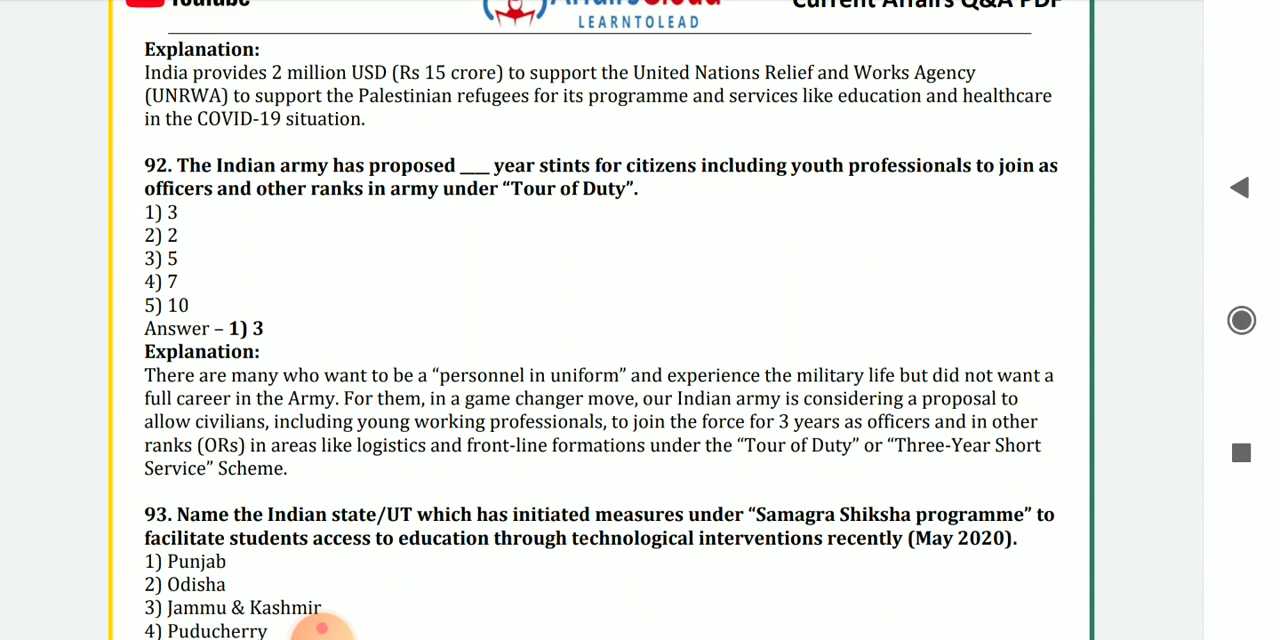 YouTube
AffairsCloud
Current Affairs Q&A PDF
LEARNTOLEAD
Explanation:
India provides 2 million USD (Rs 15 crore) to support the United Nations Relief and Works Agency
(UNRWA) to support the Palestinian refugees for its programme and services like education and healthcare
in the COVID-19 situation.
92. The Indian army has proposed ___ year stints for citizens including youth professionals to join as
officers and other ranks in army under “Tour of Duty”.
1) 3
2) 2
3) 5
4) 7
5) 10
Answer – 1) 3
Explanation:
There are many who want to be a “personnel in uniform” and experience the military life but did not want a
full career in the Army. For them, in a game changer move, our Indian army is considering a proposal to
allow civilians, including young working professionals, to join the force for 3 years as officers and in other
ranks (ORs) in areas like logistics and front-line formations under the “Tour of Duty” or “Three-Year Short
Service” Scheme.
93. Name the Indian state/UT which has initiated measures under “Samagra Shiksha programme” to
facilitate students access to education through technological interventions recently (May 2020).
1) Punjab
2) Odisha
3) Jammu & Kashmir
4) Puducherry